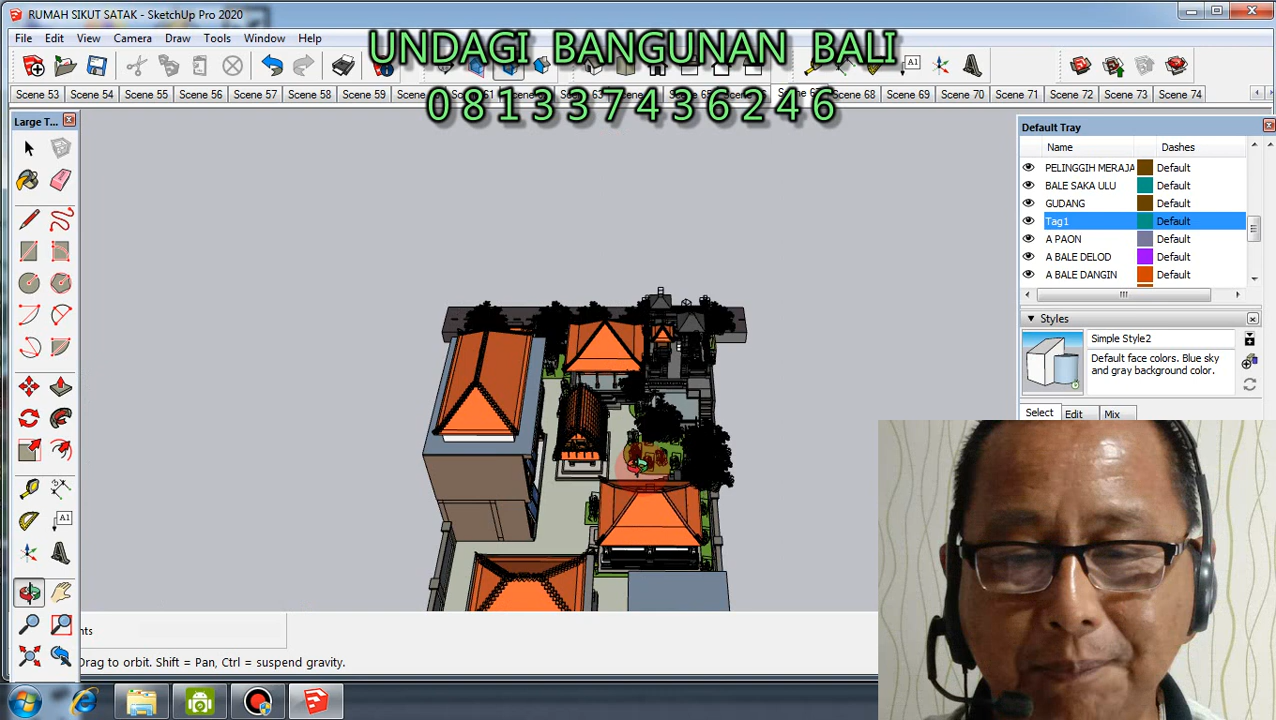 RUMAH SIKUT SATAK - SketchUp Pro 2020
File Edit View Camera Draw Tools Window Help
UNDAGI BANGUNAN BALI
081337436246
Scene 53 Scene 54 Scene 55 Scene 56 Scene 57 Scene 58 Scene 59 Scene 68 Scene 69 Scene 70 Scene 71 Scene 72 Scene 73 Scene 74
Large T...
Default Tray
Name Dashes
PELINGGIH MERAJA Default
BALE SAKA ULU Default
GUDANG Default
Tag1 Default
A PAON Default
A BALE DELOD Default
A BALE DANGIN Default
Styles
Simple Style2
Default face colors. Blue sky
and gray background color.
Select Edit Mix
nts
Drag to orbit. Shift = Pan, Ctrl = suspend gravity.